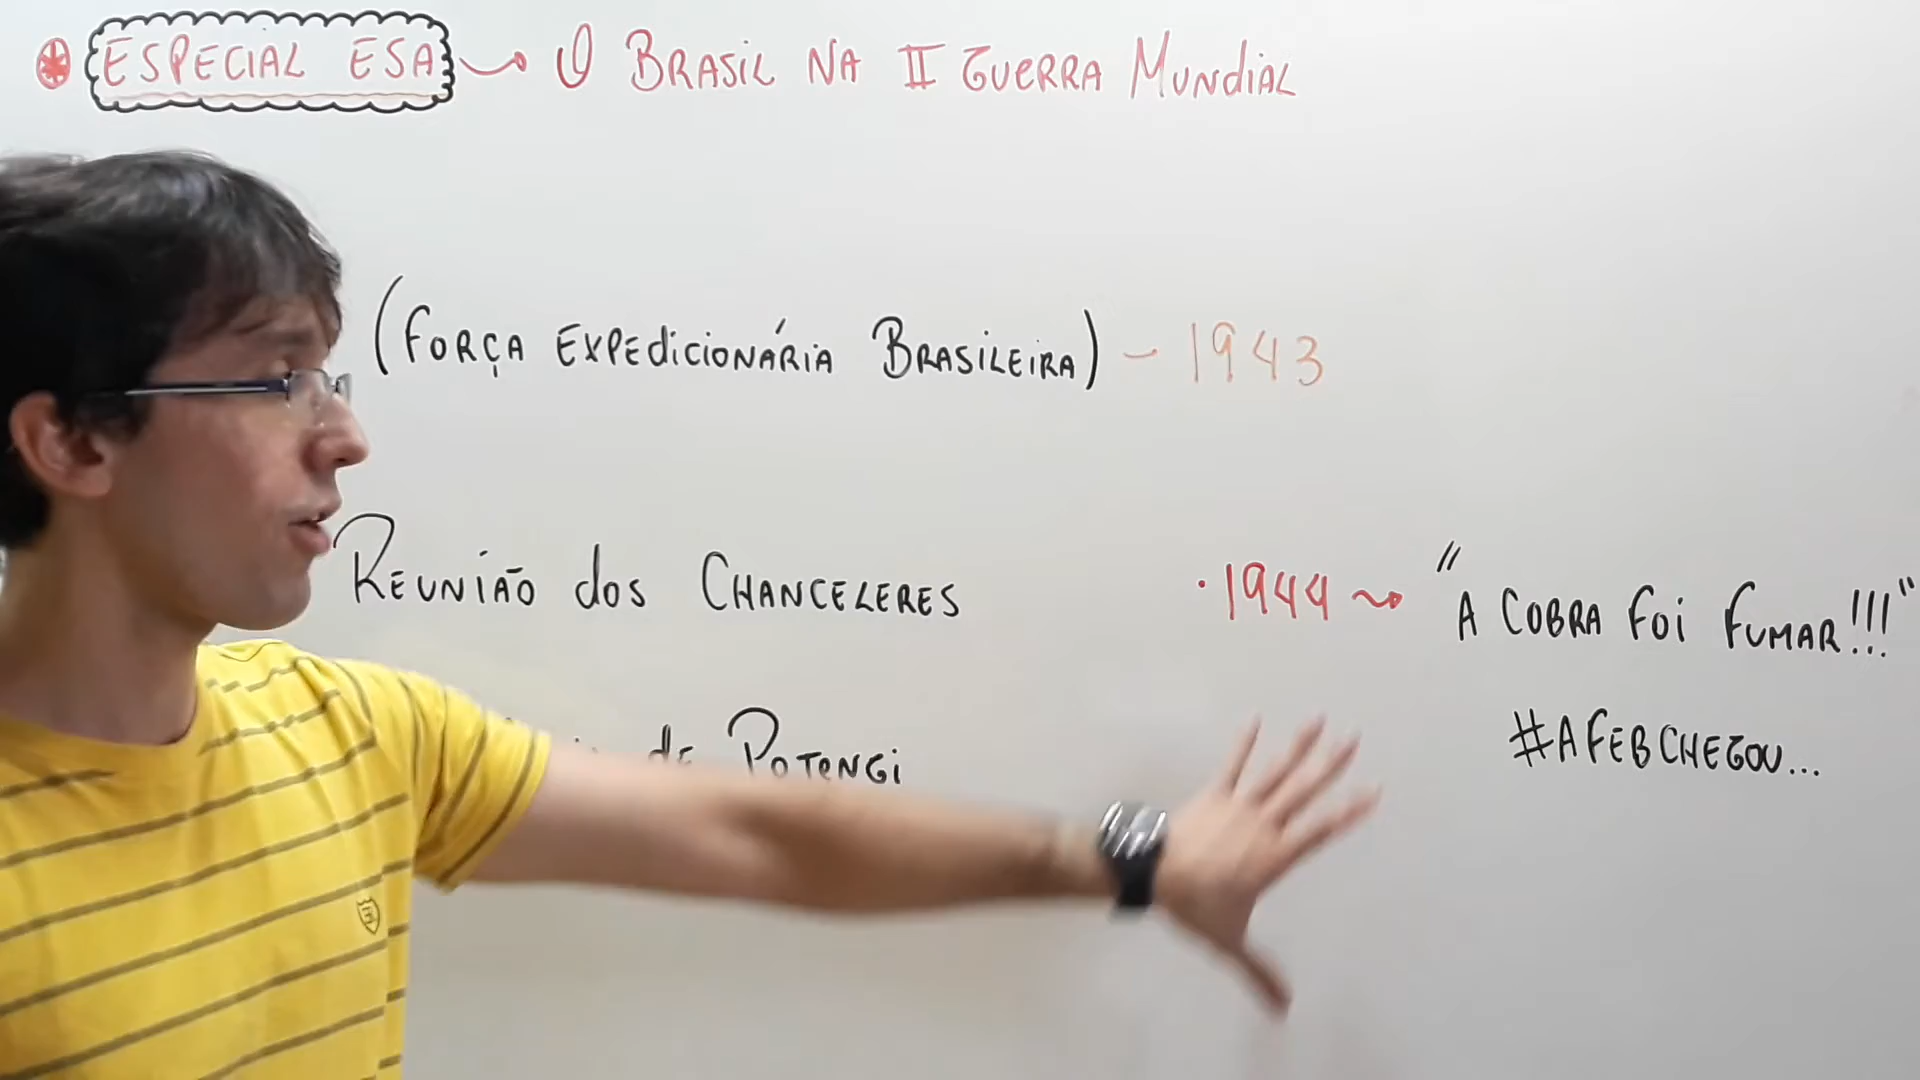 ESPECIAL ESA O BRASIL NA II GUERRA MUNDIAL
(FORÇA EXPEDICIONÁRIA BRASILEIRA) - 1943
REUNIÃO dos CHANCELERES
de POTENGI
· 1944 "A COBRA FOI FUMAR!!!"
#AFEBCHEGOU...